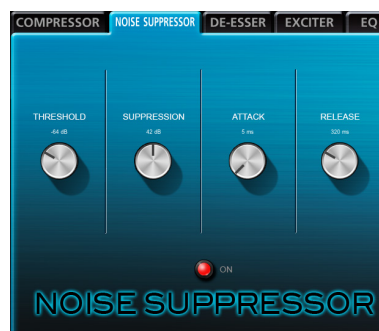 COMPRESSOR NOISE SUPPRESSOR DE-ESSER EXCITER EQ
THRESHOLD SUPPRESSION ATTACK RELEASE
-64 dB 42 dB 5 ms 320 ms
ON
NOISE SUPPRESSOR